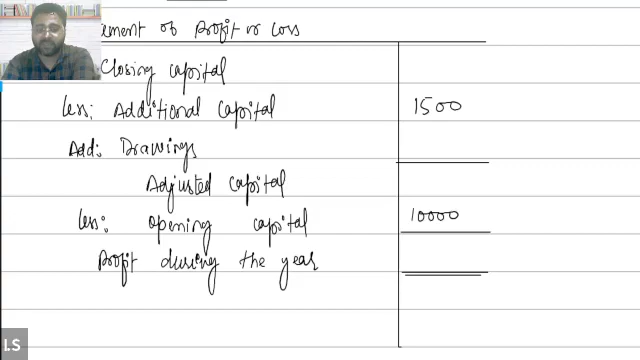 ement of Profit or Loss
Closing Capital
Less: Additional Capital 1500
Add: Drawings
Adjusted Capital
Less: Opening Capital 10000
Profit during the year
I.S